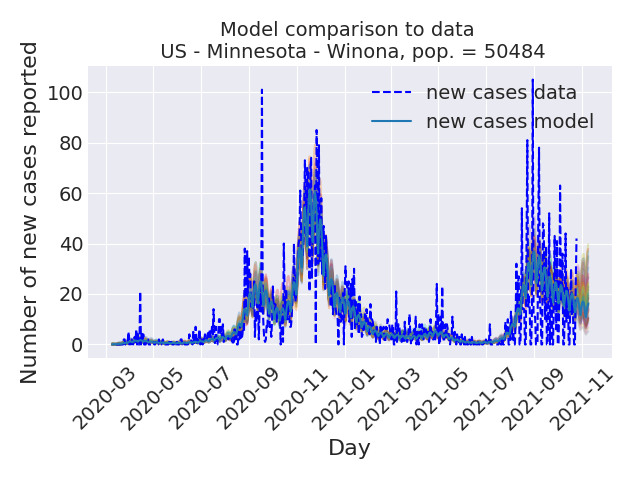 Model comparison to data
US - Minnesota - Winona, pop. = 50484
Number of new cases reported
100
80
60
40
20
0
new cases data
new cases model
2020-03
2020-05
2020-07
2020-09
2020-11
2021-01
2021-03
2021-05
2021-07
2021-09
2021-11
Day